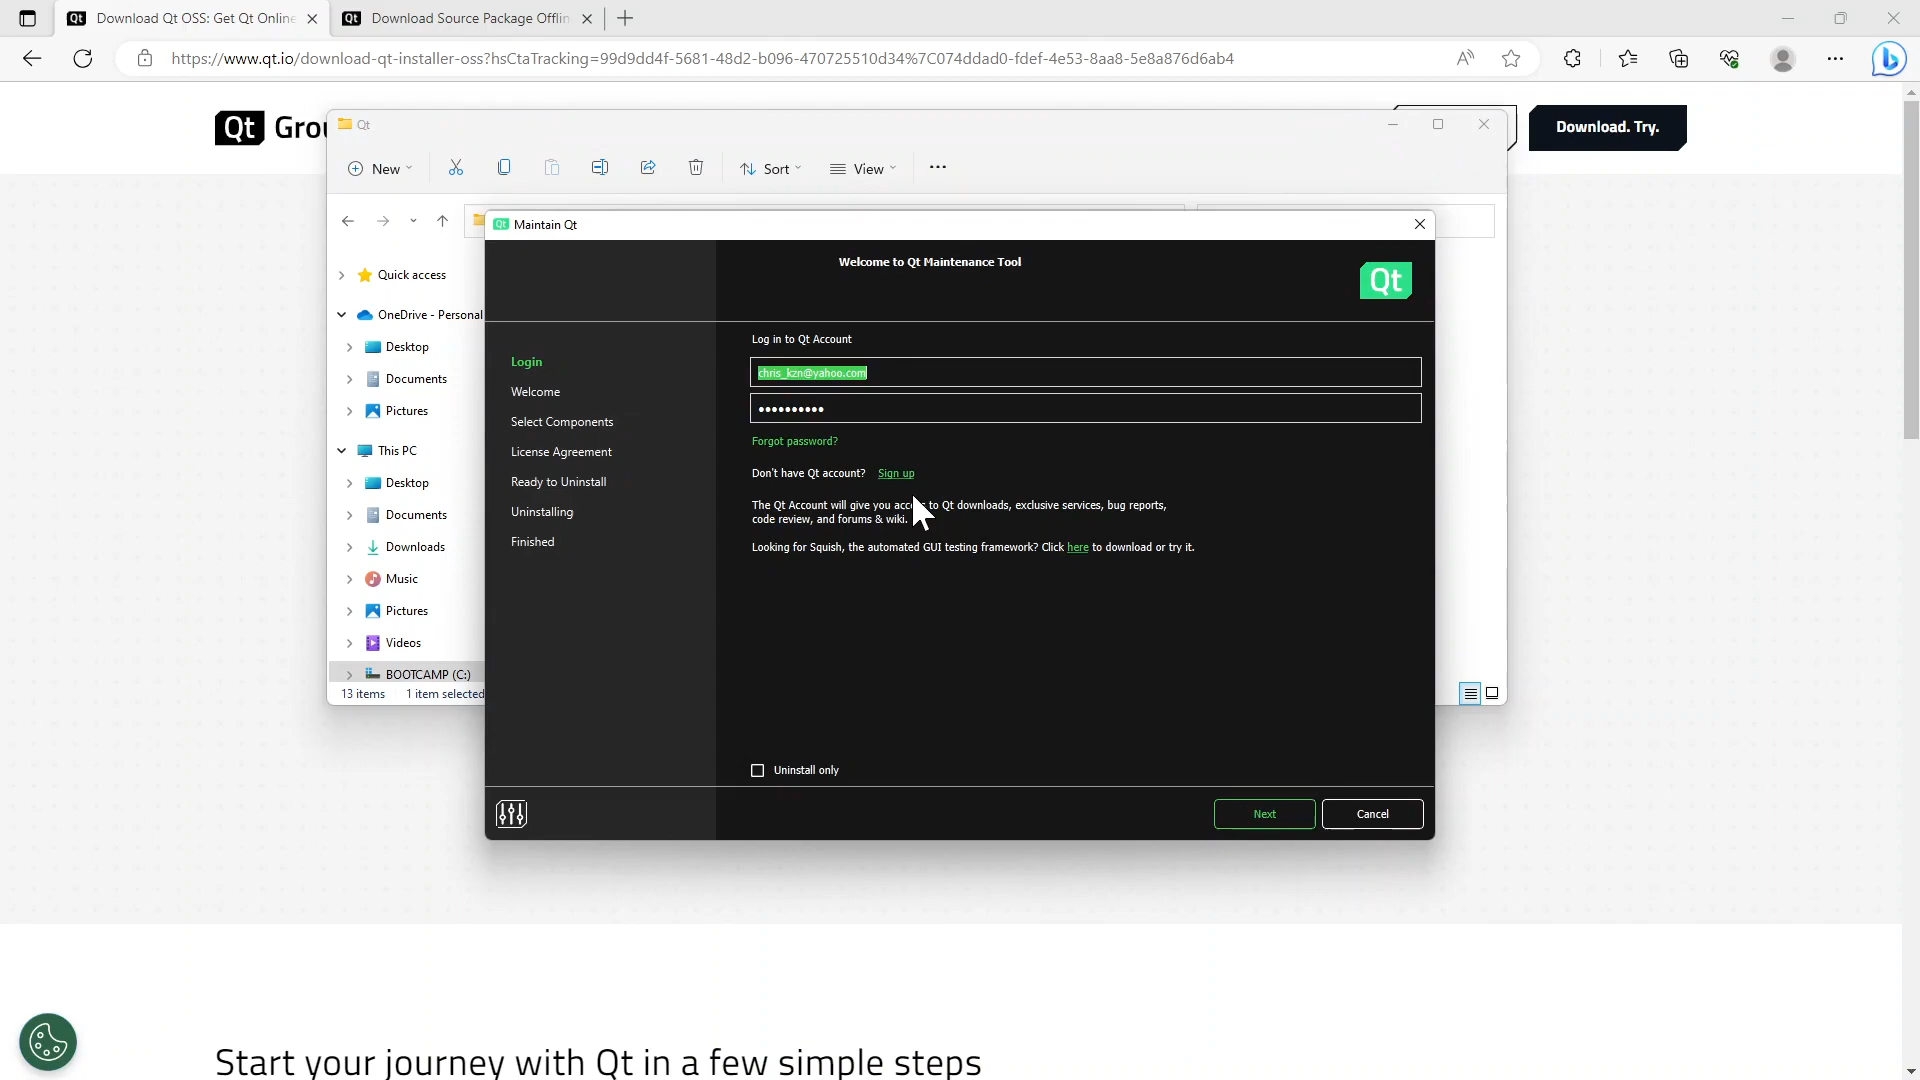 Download Qt OSS: Get Qt Online
Download Source Package Offlin
https://www.qt.io/download-qt-installer-oss?hsCtaTracking=99d9dd4f-5681-48d2-b096-470725510d34%7C074ddad0-fdef-4e53-8aa8-5e8a876d6ab4
Qt Grou
Download. Try.
Qt
New
Sort
View
Maintain Qt
Quick access
OneDrive - Personal
Desktop
Documents
Pictures
This PC
Desktop
Documents
Downloads
Music
Pictures
Videos
BOOTCAMP (C:)
13 items 1 item selected
Welcome to Qt Maintenance Tool
Qt
Login
Welcome
Select Components
License Agreement
Ready to Uninstall
Uninstalling
Finished
Log in to Qt Account
chris_kzn@yahoo.com
••••••••••
Forgot password?
Don't have Qt account? Sign up
The Qt Account will give you access to Qt downloads, exclusive services, bug reports,
code review, and forums & wiki.
Looking for Squish, the automated GUI testing framework? Click here to download or try it.
Uninstall only
Next
Cancel
Start your journey with Qt in a few simple steps